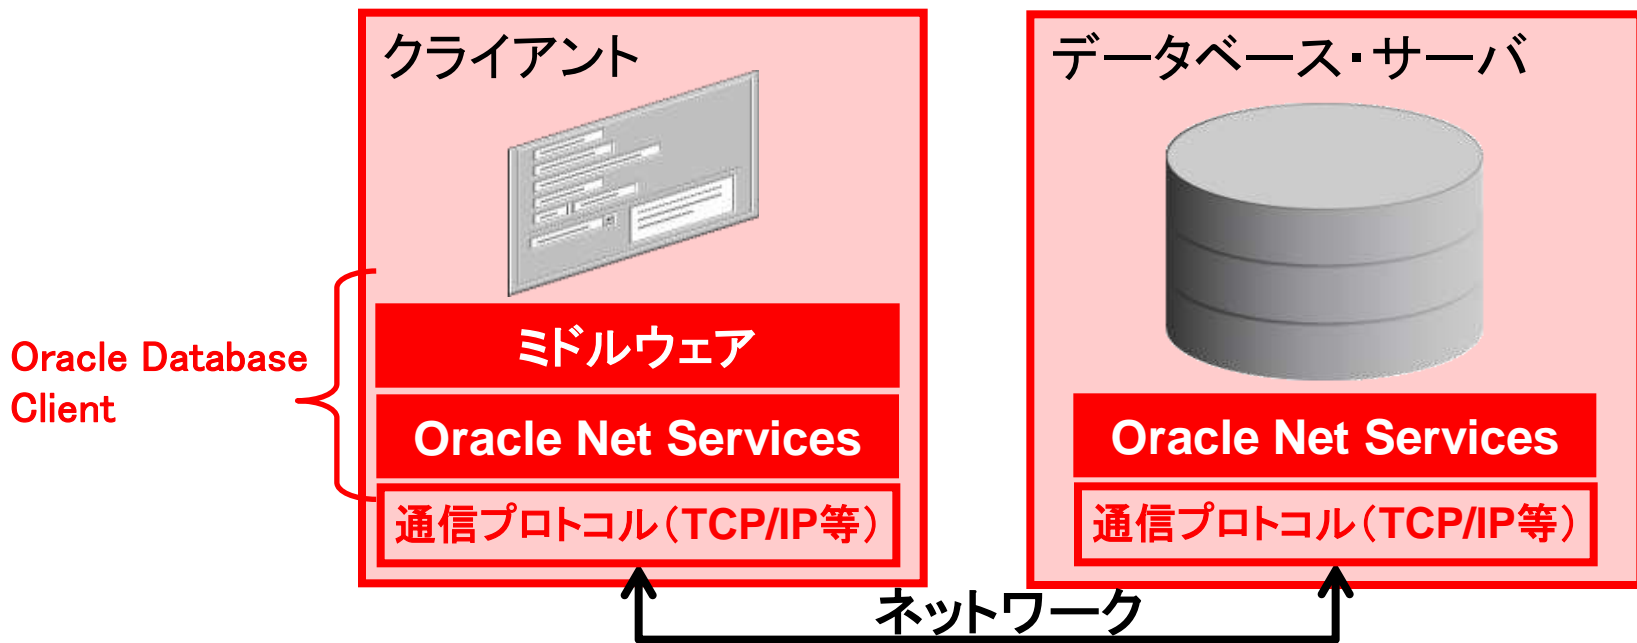 クライアント
データベース・サーバ
Oracle Database
Client
ミドルウェア
Oracle Net Services
通信プロトコル（TCP/IP等）
Oracle Net Services
通信プロトコル（TCP/IP等）
ネットワーク